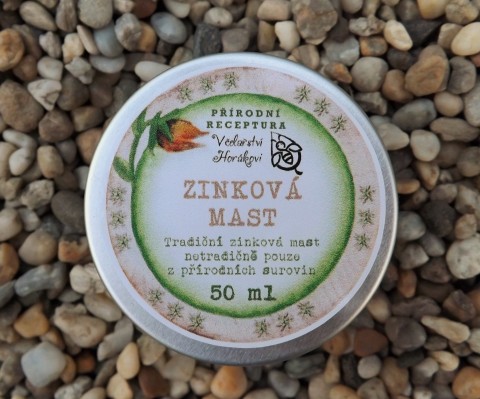 PŘÍRODNÍ
RECEPTURA
Včelařství
Horákovi
ZINKOVÁ
MAST
Tradiční zinková mast
netradičně pouze
z přírodních surovin
50 ml